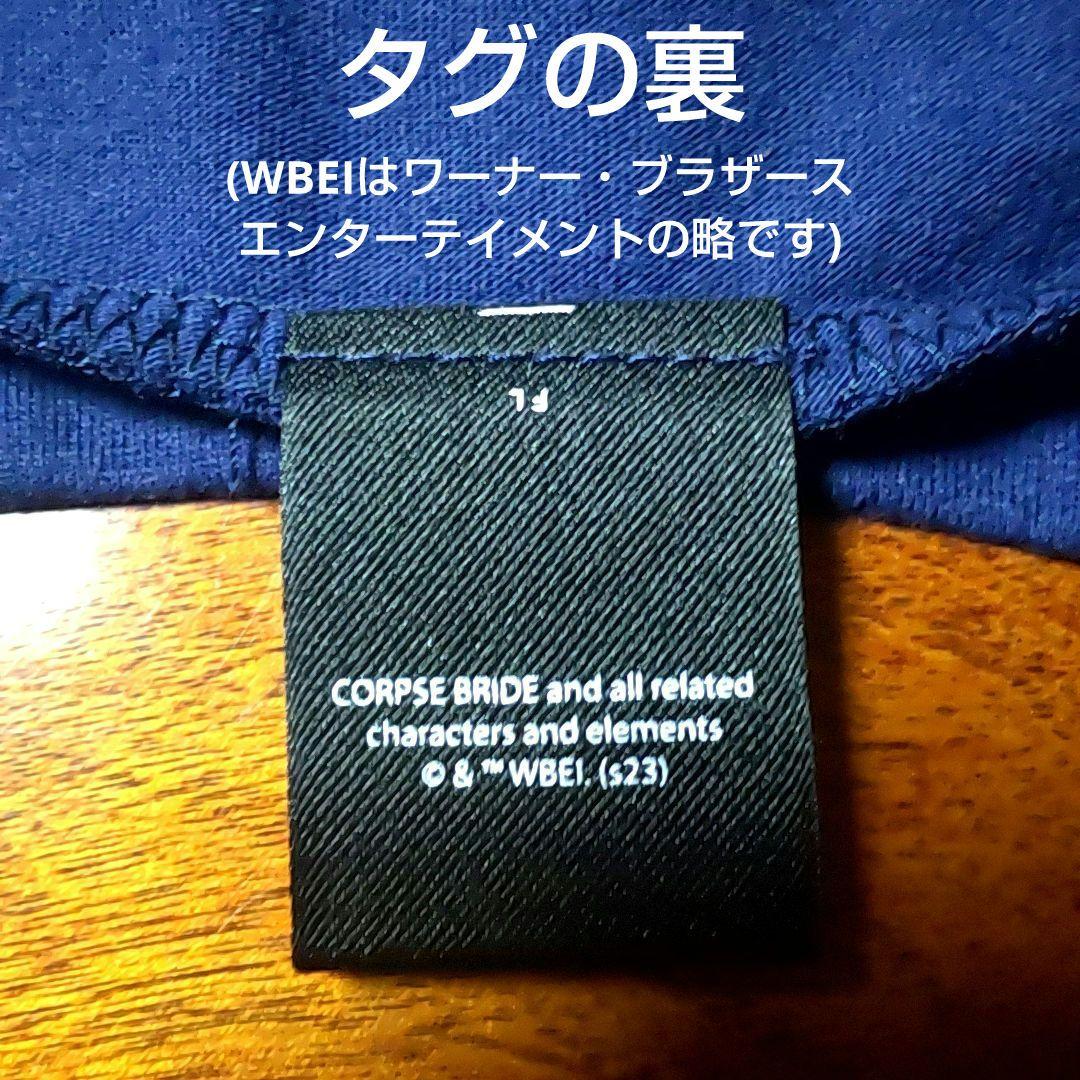 タグの裏
(WBEIはワーナー・ブラザース
エンターテイメントの略です)
CORPSE BRIDE and all related
characters and elements
© & ™ WBEI. (s23)